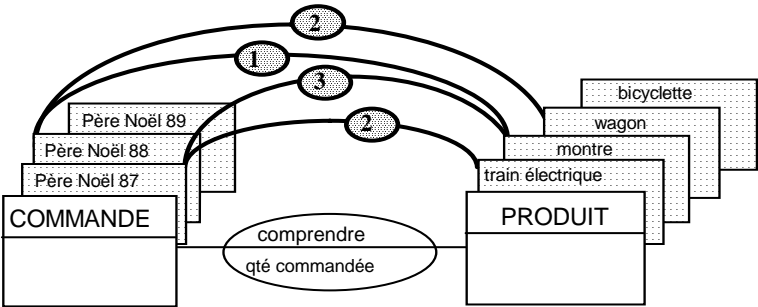 2
1
3
2
bicyclette
wagon
montre
train électrique
Père Noël 89
Père Noël 88
Père Noël 87
COMMANDE
PRODUIT
comprendre
qté commandée